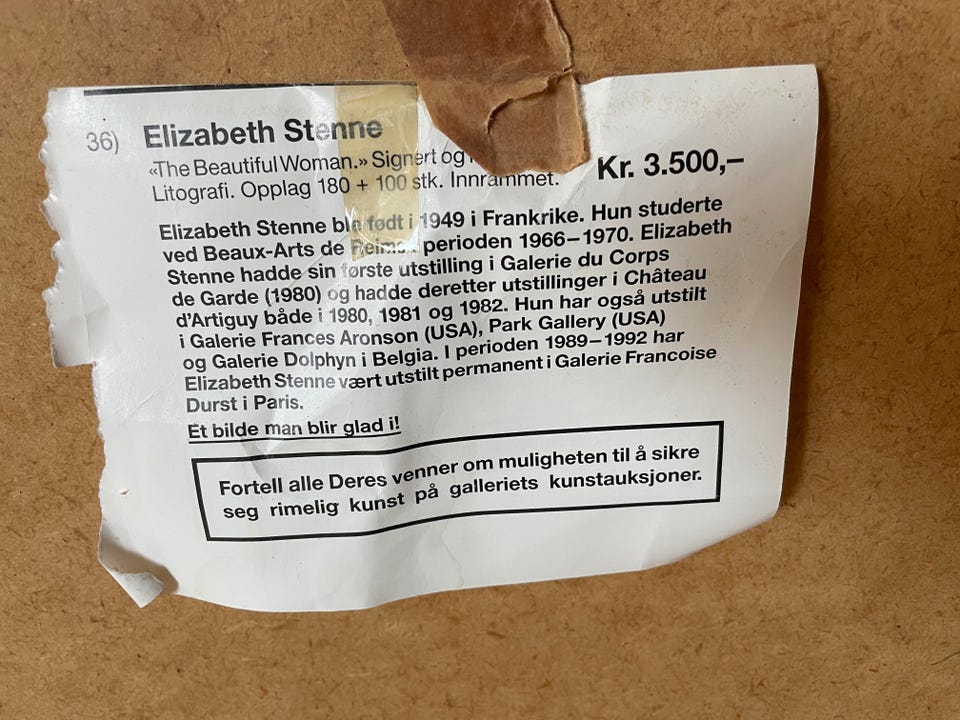 36) Elizabeth Stenne
«The Beautiful Woman.» Signert og
Litografi. Opplag 180 + 100 stk. Innrammet. Kr. 3.500,–
Elizabeth Stenne ble født i 1949 i Frankrike. Hun studerte
ved Beaux-Arts de Reims perioden 1966–1970. Elizabeth
Stenne hadde sin første utstilling i Galerie du Corps
de Garde (1980) og hadde deretter utstillinger i Château
d'Artiguy både i 1980, 1981 og 1982. Hun har også utstilt
i Galerie Frances Aronson (USA), Park Gallery (USA)
og Galerie Dolphyn i Belgia. I perioden 1989–1992 har
Elizabeth Stenne vært utstilt permanent i Galerie Francoise
Durst i Paris.
Et bilde man blir glad i!
Fortell alle Deres venner om muligheten til å sikre
seg rimelig kunst på galleriets kunstauksjoner.